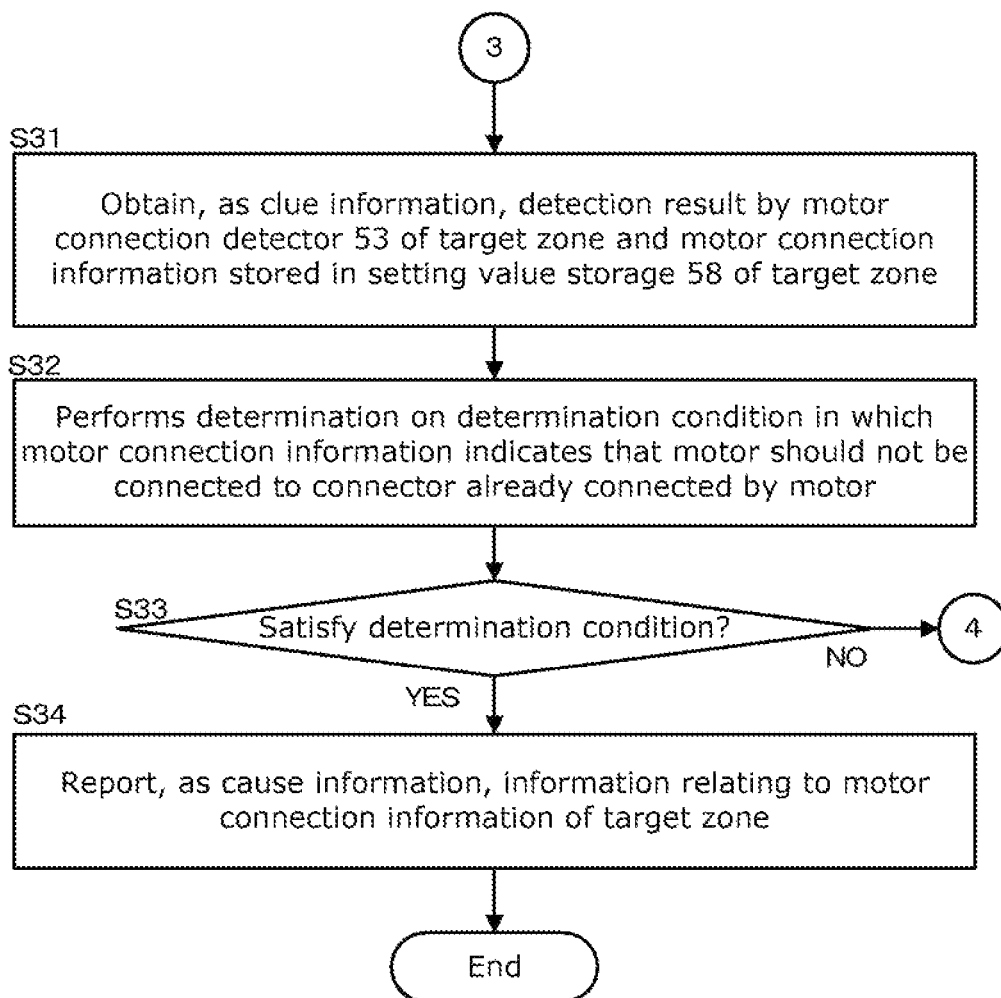 3
S31
Obtain, as clue information, detection result by motor
connection detector 53 of target zone and motor connection
information stored in setting value storage 58 of target zone
S32
Performs determination on determination condition in which
motor connection information indicates that motor should not be
connected to connector already connected by motor
S33
Satisfy determination condition?
4
NO
YES
S34
Report, as cause information, information relating to motor
connection information of target zone
End